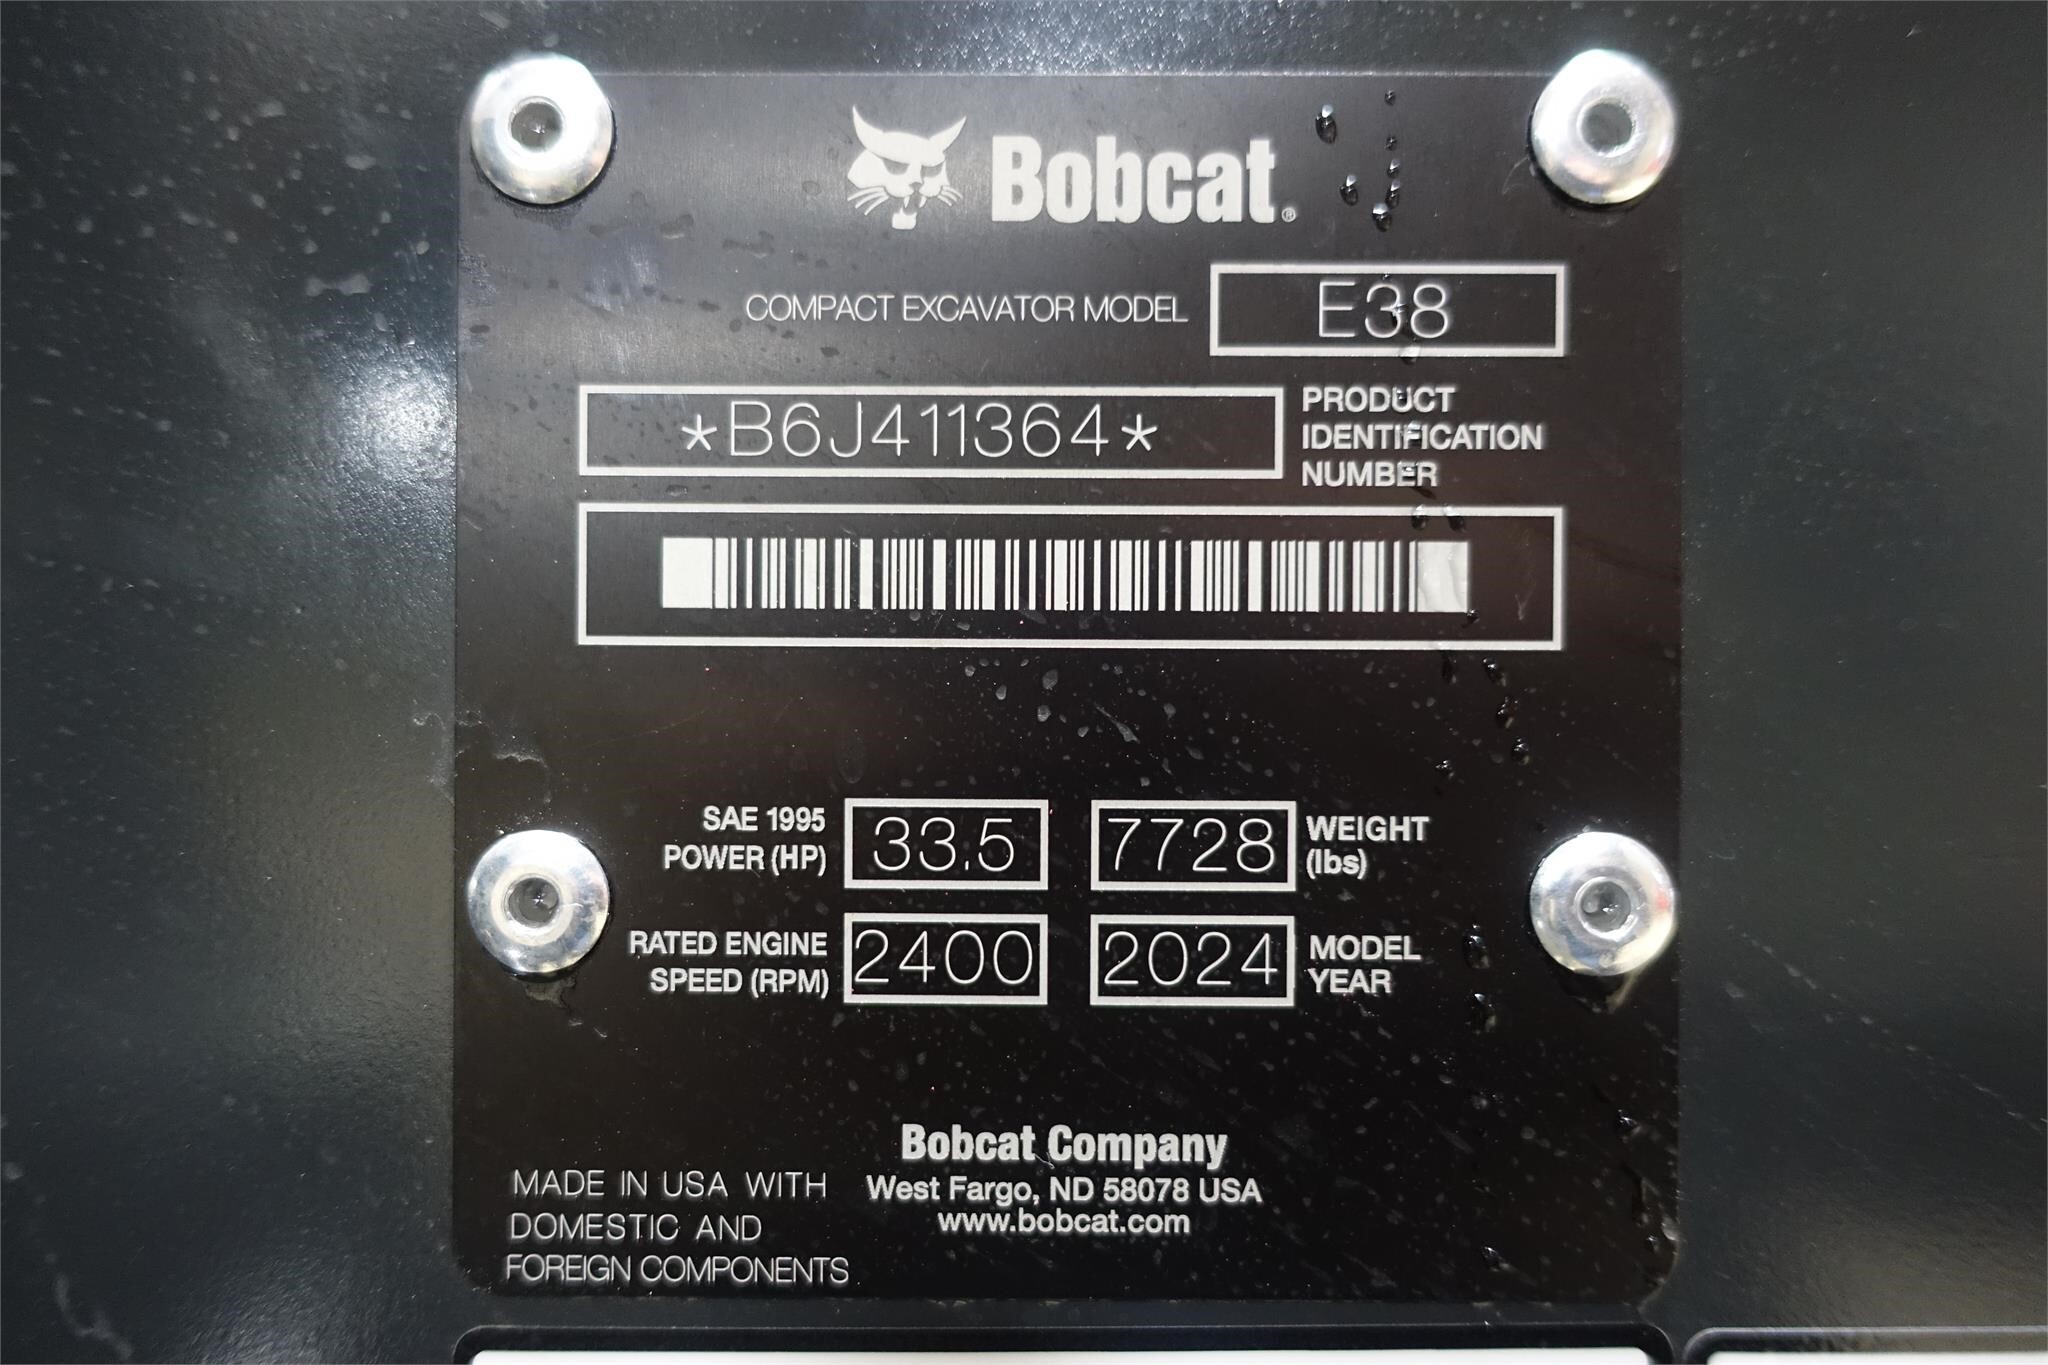 Bobcat®
COMPACT EXCAVATOR MODEL E38
*B6J411364*
PRODUCT
IDENTIFICATION
NUMBER
SAE 1995
POWER (HP)
33.5
7728
WEIGHT
(lbs)
RATED ENGINE
SPEED (RPM)
2400
2024
MODEL
YEAR
Bobcat Company
West Fargo, ND 58078 USA
www.bobcat.com
MADE IN USA WITH
DOMESTIC AND
FOREIGN COMPONENTS